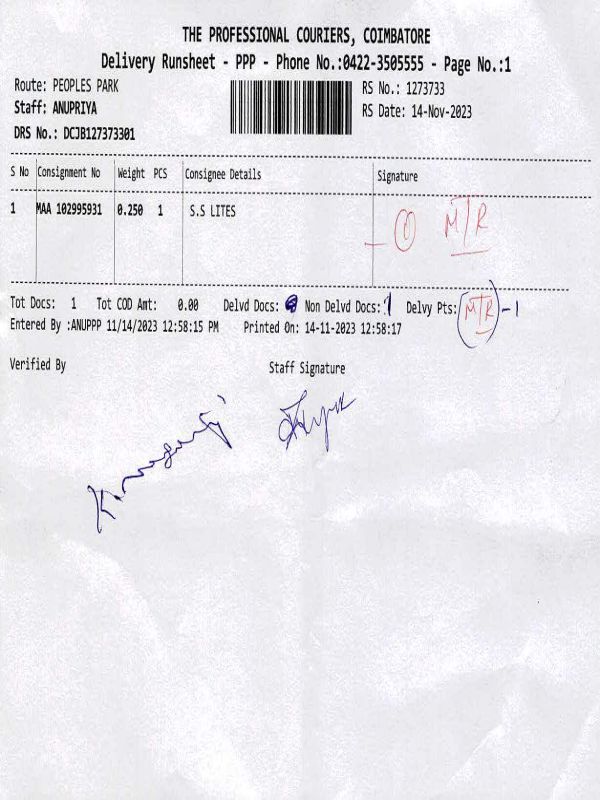 THE PROFESSIONAL COURIERS, COIMBATORE
Delivery Runsheet - PPP - Phone No.:0422-3505555 - Page No.:1
Route: PEOPLES PARK RS No.: 1273733
Staff: ANUPRIYA RS Date: 14-Nov-2023
DRS No.: DCJB127373301
S No Consignment No Weight PCS Consignee Details Signature
1 MAA 102995931 0.250 1 S.S LITES M/R
Tot Docs: 1 Tot COD Amt: 0.00 Delvd Docs: Non Delvd Docs: 1 Delvy Pts: M/R - 1
Entered By :ANUPPP 11/14/2023 12:58:15 PM Printed On: 14-11-2023 12:58:17
Verified By Staff Signature